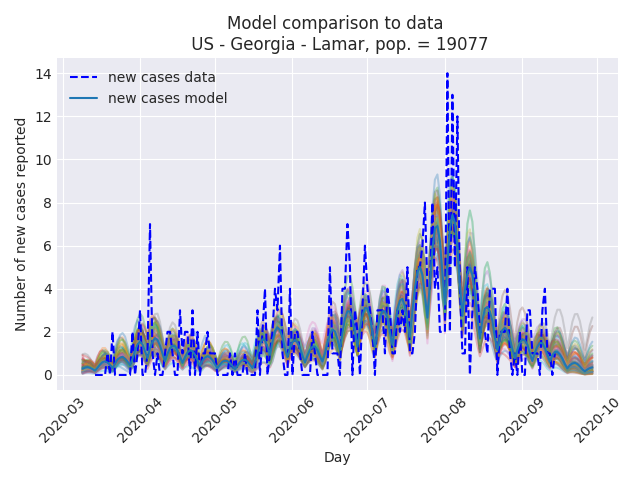 Model comparison to data
US - Georgia - Lamar, pop. = 19077
new cases data
new cases model
Number of new cases reported
14
12
10
8
6
4
2
0
2020-03
2020-04
2020-05
2020-06
2020-07
2020-08
2020-09
2020-10
Day